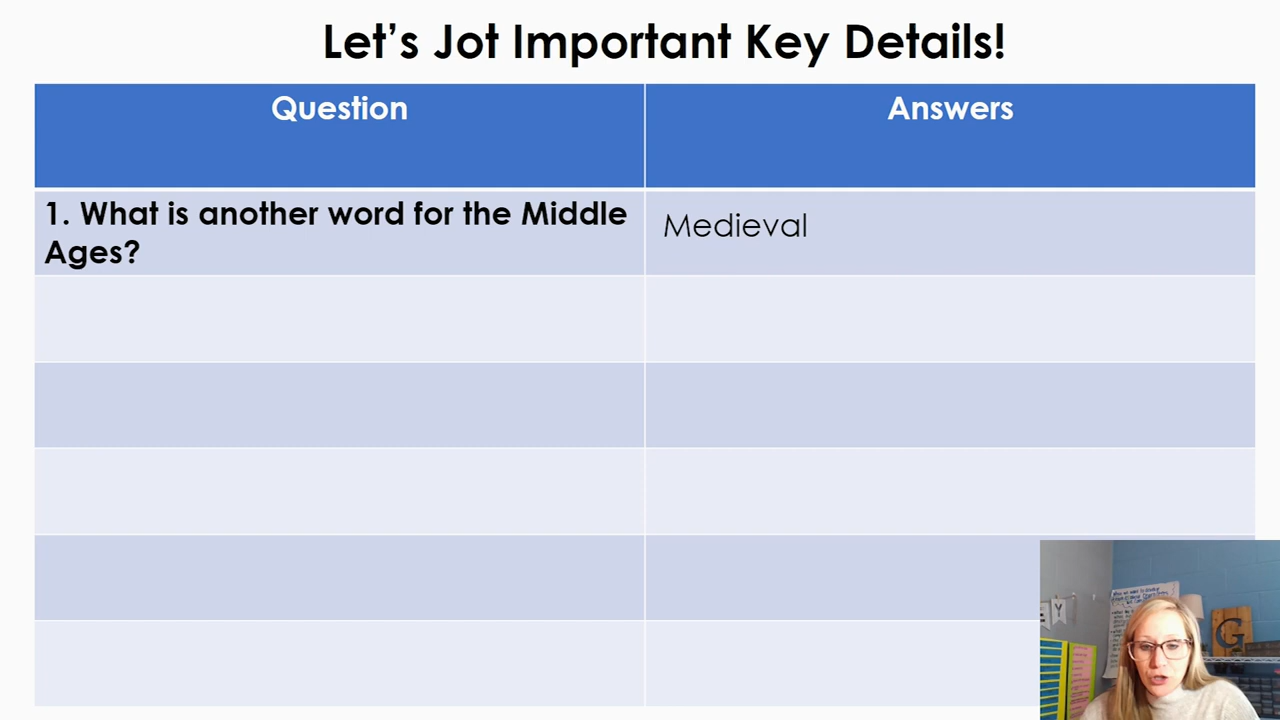 Let's Jot Important Key Details!
Question
Answers
1. What is another word for the Middle
Ages?
Medieval
G